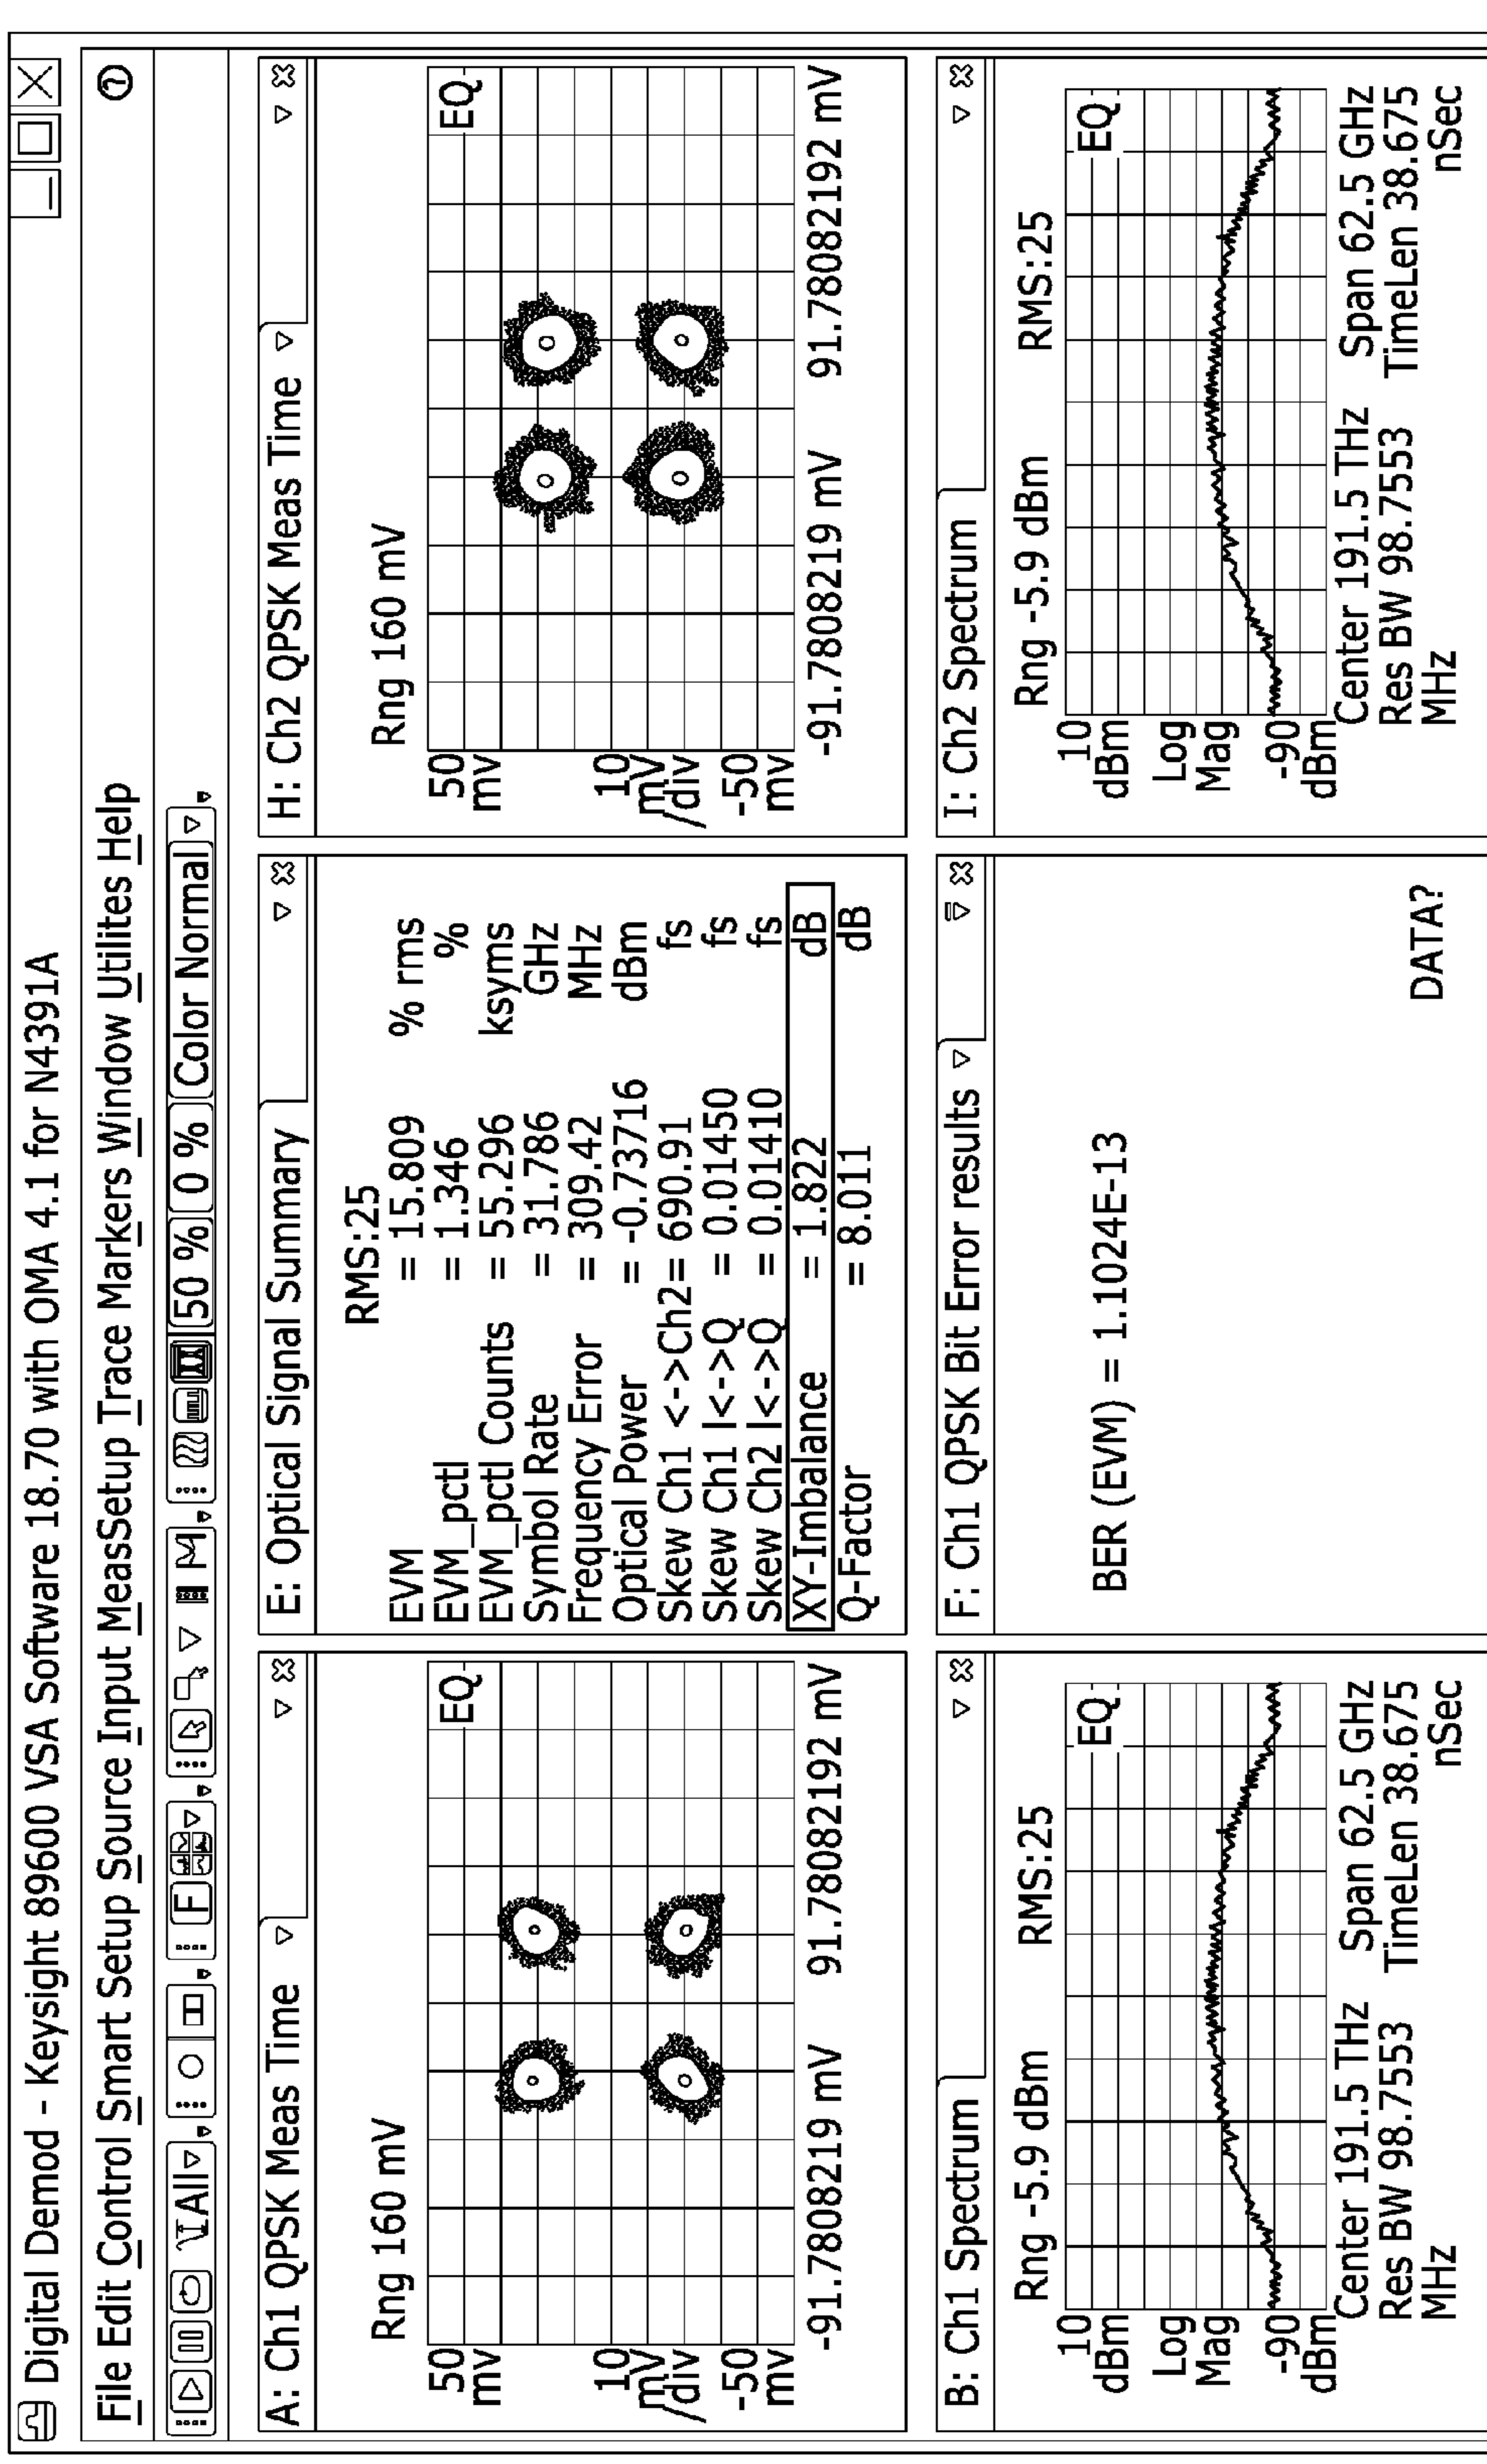 Digital Demod - Keysight 89600 VSA Software 18.70 with OMA 4.1 for N4391A
File Edit Control Smart Setup Source Input MeasSetup Trace Markers Window Utilites Help ?
All F 50 % 0 % Color Normal
A: Ch1 QPSK Meas Time
Rng 160 mV
50
mv
EQ
10
mV
/div
-50
mv
-91.7808219 mV 91.78082192 mV
E: Optical Signal Summary
RMS:25
EVM = 15.809 % rms
EVM_pctl = 1.346 %
EVM_pctl Counts = 55.296 ksyms
Symbol Rate = 31.786 GHz
Frequency Error = 309.42 MHz
Optical Power = -0.73716 dBm
Skew Ch1 <->Ch2= 690.91 fs
Skew Ch1 I<->Q = 0.01450 fs
Skew Ch2 I<->Q = 0.01410 fs
XY-Imbalance = 1.822 dB
Q-Factor = 8.011 dB
H: Ch2 QPSK Meas Time
Rng 160 mV
50
mv
EQ
10
mV
/div
-50
mv
-91.7808219 mV 91.78082192 mV
B: Ch1 Spectrum
Rng -5.9 dBm RMS:25
10
dBm
EQ
Log
Mag
-90
dBm
Center 191.5 THz Span 62.5 GHz
Res BW 98.7553 TimeLen 38.675
MHz nSec
F: Ch1 QPSK Bit Error results
BER (EVM) = 1.1024E-13
DATA?
I: Ch2 Spectrum
Rng -5.9 dBm RMS:25
10
dBm
EQ
Log
Mag
-90
dBm
Center 191.5 THz Span 62.5 GHz
Res BW 98.7553 TimeLen 38.675
MHz nSec